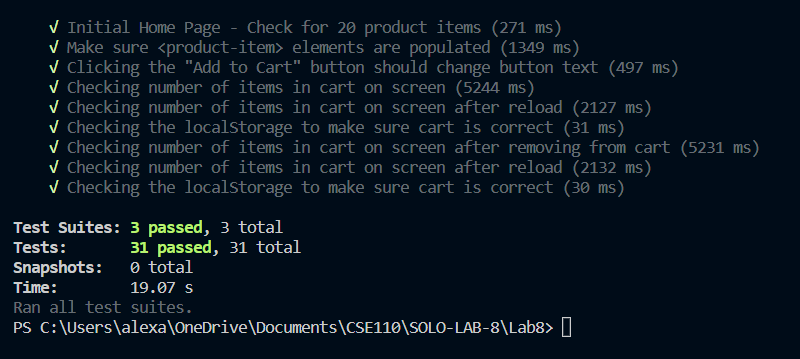 √ Initial Home Page - Check for 20 product items (271 ms)
√ Make sure <product-item> elements are populated (1349 ms)
√ Clicking the "Add to Cart" button should change button text (497 ms)
√ Checking number of items in cart on screen (5244 ms)
√ Checking number of items in cart on screen after reload (2127 ms)
√ Checking the localStorage to make sure cart is correct (31 ms)
√ Checking number of items in cart on screen after removing from cart (5231 ms)
√ Checking number of items in cart on screen after reload (2132 ms)
√ Checking the localStorage to make sure cart is correct (30 ms)
Test Suites: 3 passed, 3 total
Tests: 31 passed, 31 total
Snapshots: 0 total
Time: 19.07 s
Ran all test suites.
PS C:\Users\alexa\OneDrive\Documents\CSE110\SOLO-LAB-8\Lab8>